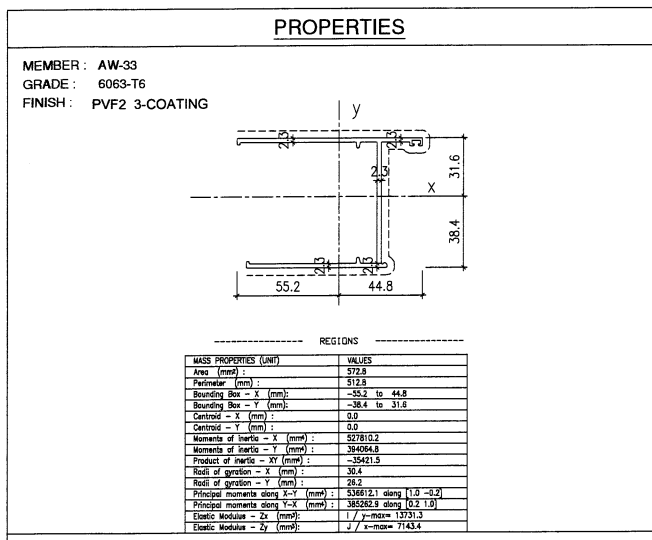 PROPERTIES
MEMBER : AW-33
GRADE : 6063-T6
FINISH : PVF2 3-COATING
y
2.3
2.3
31.6
2.3
X
38.4
2.3
2.3
55.2
44.8
REGIONS
MASS PROPERTIES (UNIT) VALUES
Area (mm²) : 572.8
Perimeter (mm) : 512.8
Bounding Box - X (mm): -55.2 to 44.8
Bounding Box - Y (mm): -38.4 to 31.6
Centroid - X (mm) : 0.0
Centroid - Y (mm) : 0.0
Moments of inertia - X (mm⁴) : 527810.2
Moments of inertia - Y (mm⁴) : 394064.8
Product of inertia - XY (mm⁴) : -35421.5
Radii of gyration - X (mm) : 30.4
Radii of gyration - Y (mm) : 26.2
Principal moments along X-Y (mm⁴) : 536612.1 along [1.0 -0.2]
Principal moments along Y-X (mm⁴) : 385262.9 along [0.2 1.0]
Elastic Modulus - Zx (mm³): I / y-max= 13731.3
Elastic Modulus - Zy (mm³): J / x-max= 7143.4